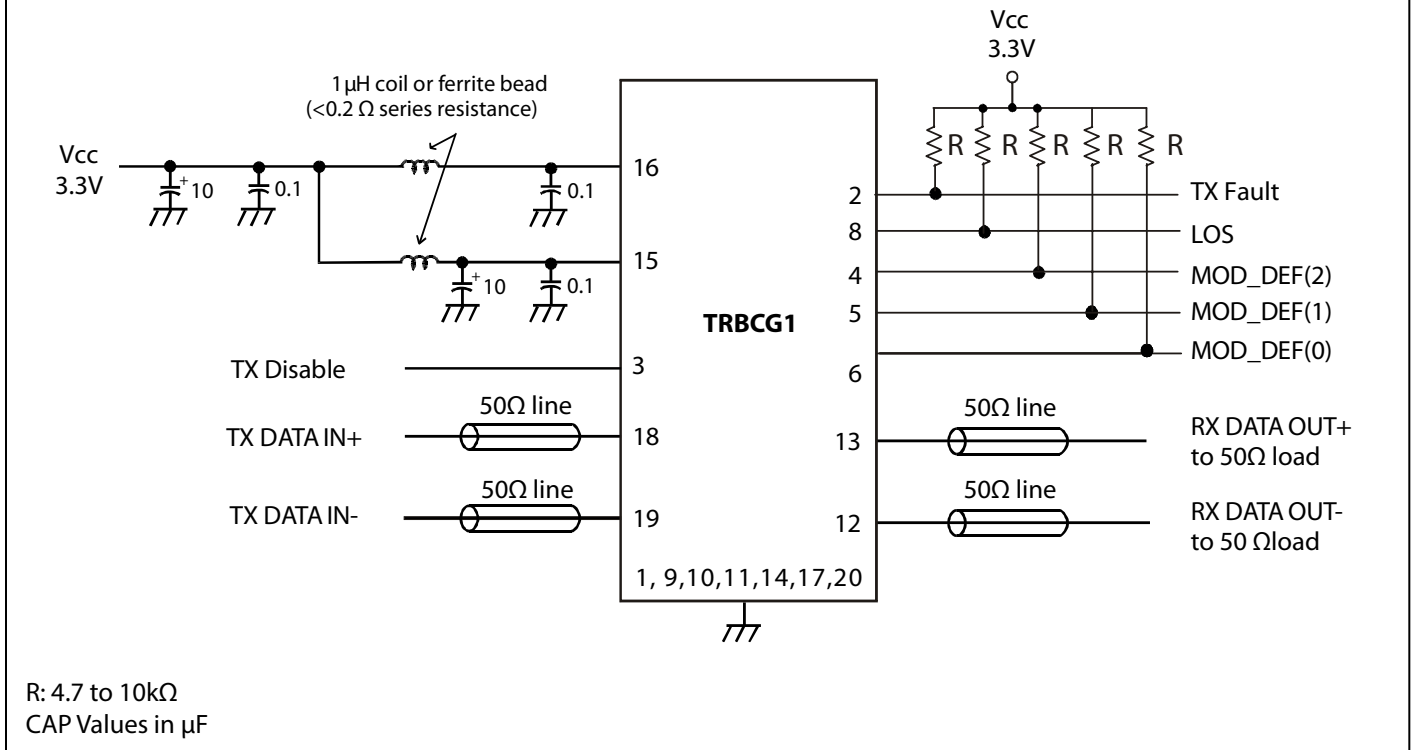 Vcc
3.3V
1µH coil or ferrite bead
(<0.2 Ω series resistance)
R
R
R
R
R
Vcc
3.3V
+
10
0.1
0.1
16
2
TX Fault
8
LOS
+
10
0.1
15
4
MOD_DEF(2)
5
MOD_DEF(1)
TRBCG1
TX Disable
3
6
MOD_DEF(0)
50Ω line
TX DATA IN+
18
50Ω line
13
RX DATA OUT+
to 50Ω load
50Ω line
TX DATA IN-
19
50Ω line
12
RX DATA OUT-
to 50 Ωload
1, 9,10,11,14,17,20
R: 4.7 to 10kΩ
CAP Values in µF